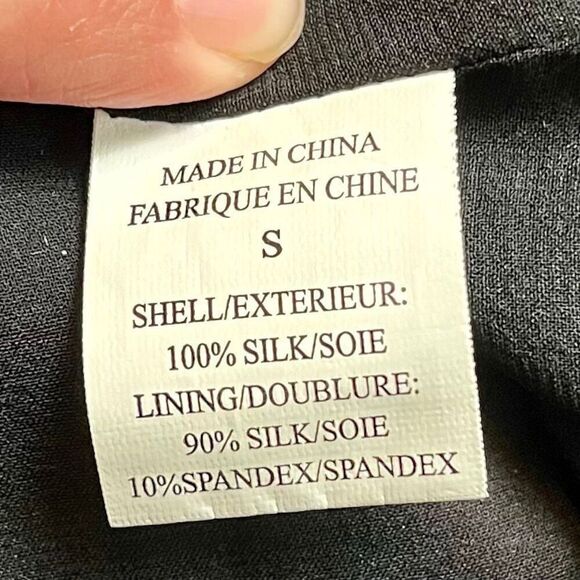 MADE IN CHINA
FABRIQUE EN CHINE
S
SHELL/EXTERIEUR:
100% SILK/SOIE
LINING/DOUBLURE:
90% SILK/SOIE
10%SPANDEX/SPANDEX